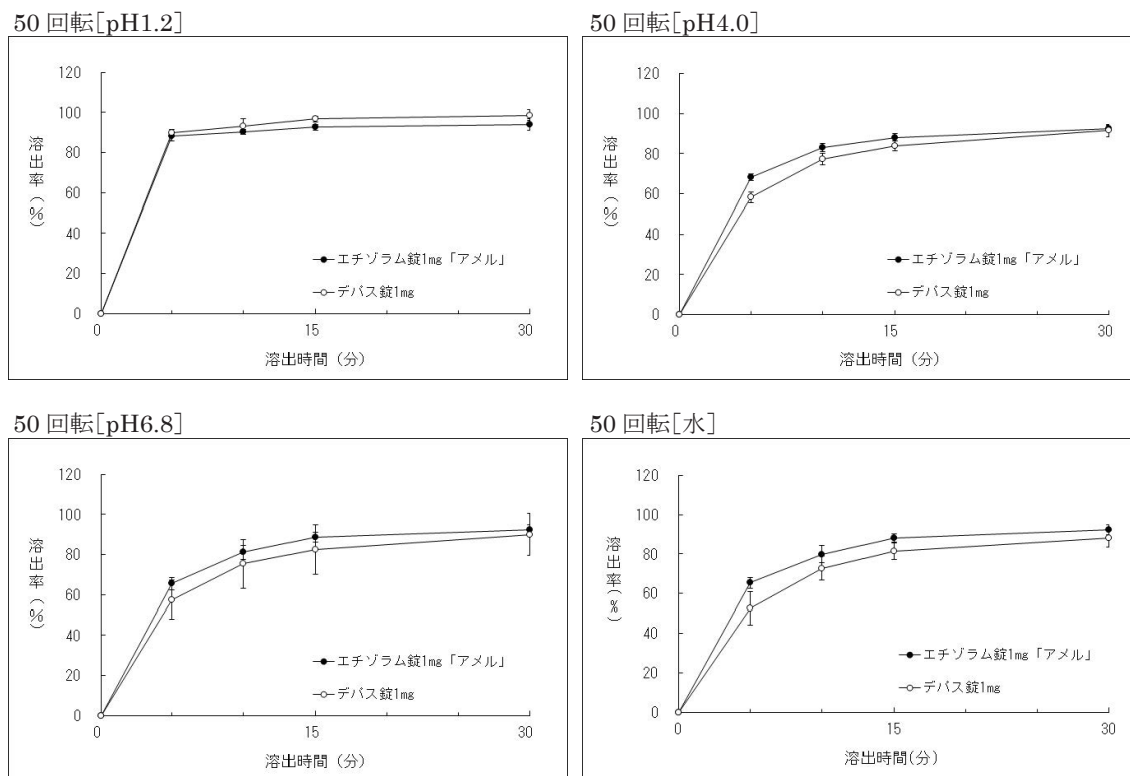 50 回転[pH1.2]
120
100
80
60
40
20
0
溶出率(%)
エチゾラム錠1㎎「アメル」
デパス錠1㎎
0
15
30
溶出時間(分)
50 回転[pH4.0]
120
100
80
60
40
20
0
溶出率(%)
エチゾラム錠1㎎「アメル」
デパス錠1㎎
0
15
30
溶出時間(分)
50 回転[pH6.8]
120
100
80
60
40
20
0
溶出率(%)
エチゾラム錠1㎎「アメル」
デパス錠1㎎
0
15
30
溶出時間(分)
50 回転[水]
120
100
80
60
40
20
0
溶出率(%)
エチゾラム錠1㎎「アメル」
デパス錠1㎎
0
15
30
溶出時間(分)